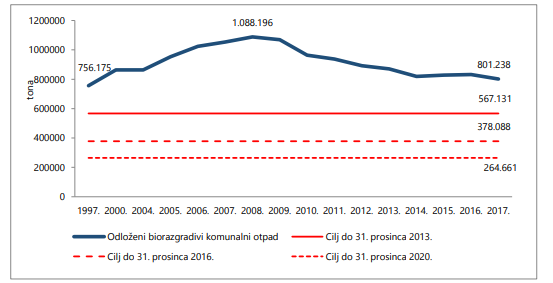 1200000
1000000
800000
600000
400000
200000
0
tona
756.175
1.088.196
801.238
567.131
378.088
264.661
1997. 2000. 2004. 2005. 2006. 2007. 2008. 2009. 2010. 2011. 2012. 2013. 2014. 2015. 2016. 2017.
Odloženi biorazgradivi komunalni otpad
Cilj do 31. prosinca 2013.
Cilj do 31. prosinca 2016.
Cilj do 31. prosinca 2020.